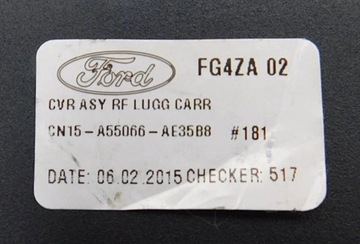 Ford FG4ZA 02
CVR ASY RF LUGG CARR
CN15-A55066-AE35B8 #181
DATE: 06.02.2015 CHECKER: 517